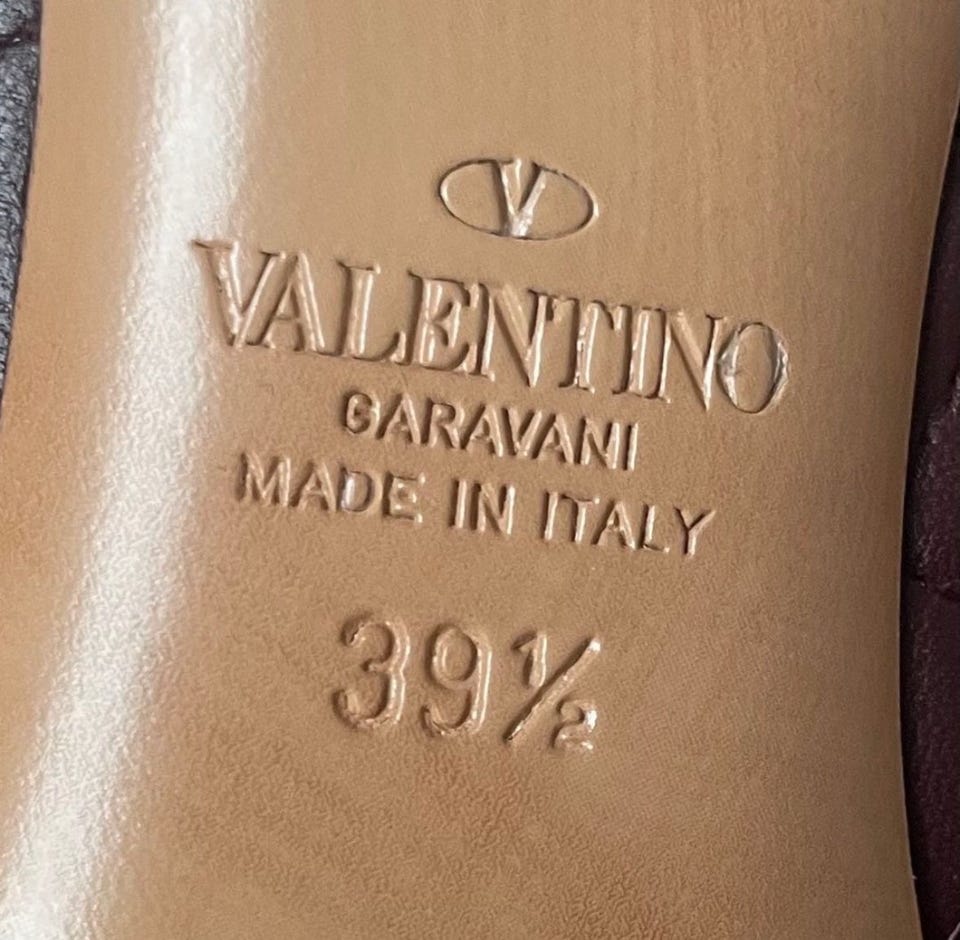 V
VALENTINO
GARAVANI
MADE IN ITALY
39½